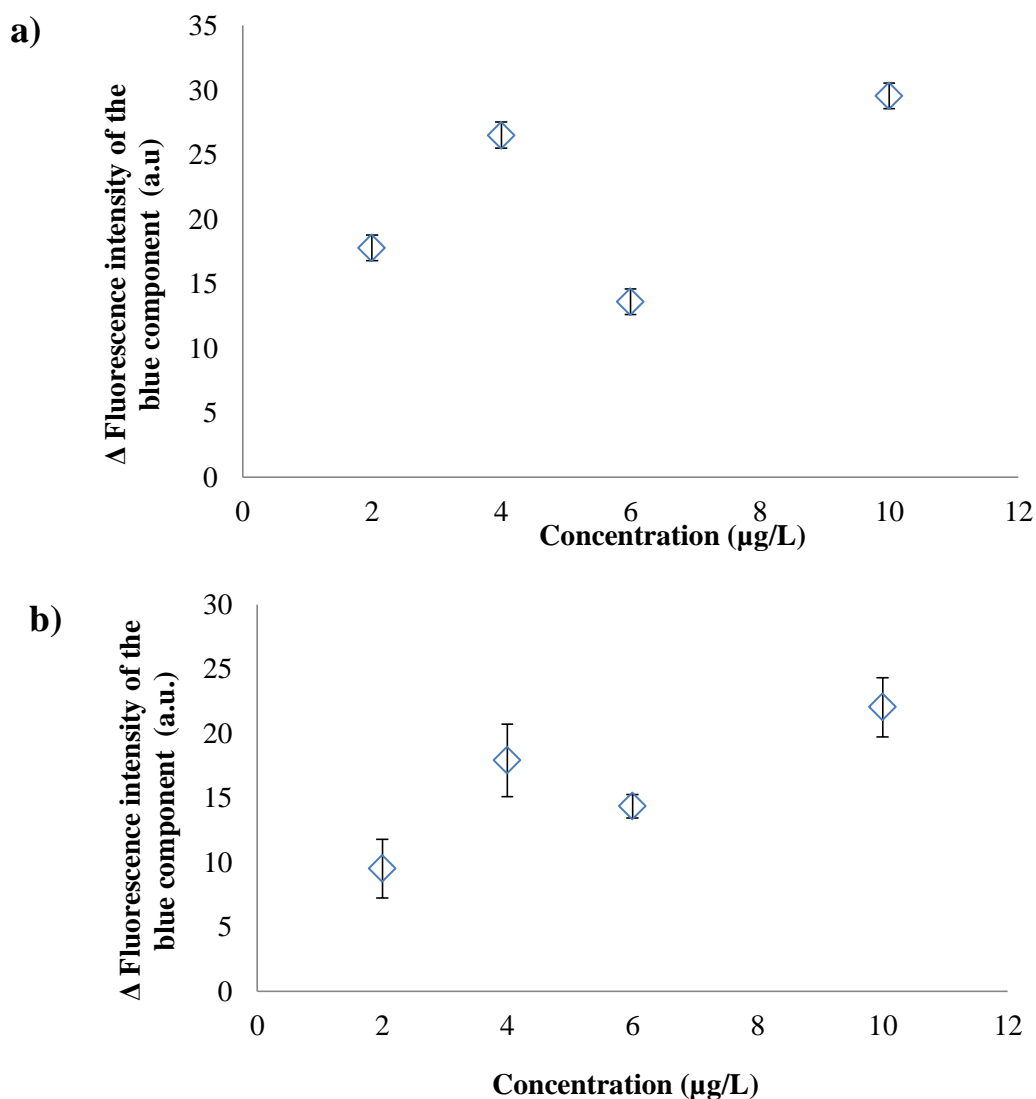 a)
Δ Fluorescence intensity of the
blue component (a.u)
35
30
25
20
15
10
5
0
0 2 4 6 8 10 12
Concentration (µg/L)
b)
Δ Fluorescence intensity of the
blue component (a.u.)
30
25
20
15
10
5
0
0 2 4 6 8 10 12
Concentration (µg/L)